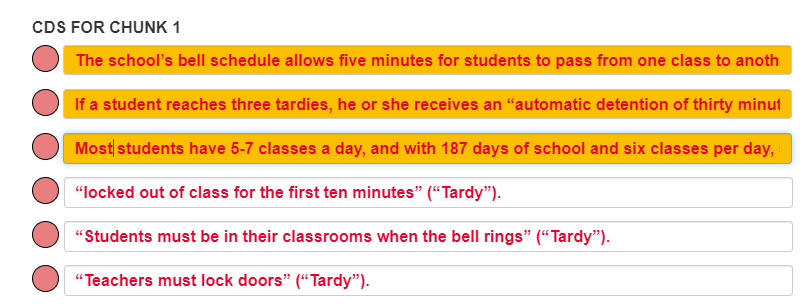 CDS FOR CHUNK 1
The school’s bell schedule allows five minutes for students to pass from one class to anoth
If a student reaches three tardies, he or she receives an “automatic detention of thirty minut
Most students have 5-7 classes a day, and with 187 days of school and six classes per day,
“locked out of class for the first ten minutes” (“Tardy”).
“Students must be in their classrooms when the bell rings” (“Tardy”).
“Teachers must lock doors” (“Tardy”).